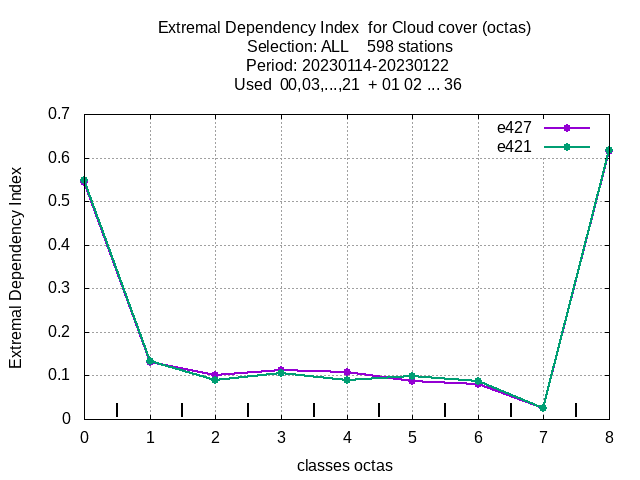 Extremal Dependency Index  for Cloud cover (octas)
Selection: ALL    598 stations
Period: 20230114-20230122
Used  00,03,...,21  + 01 02 ... 36
e427
e421
Extremal Dependency Index
0.7
0.6
0.5
0.4
0.3
0.2
0.1
0
0 1 2 3 4 5 6 7 8
classes octas